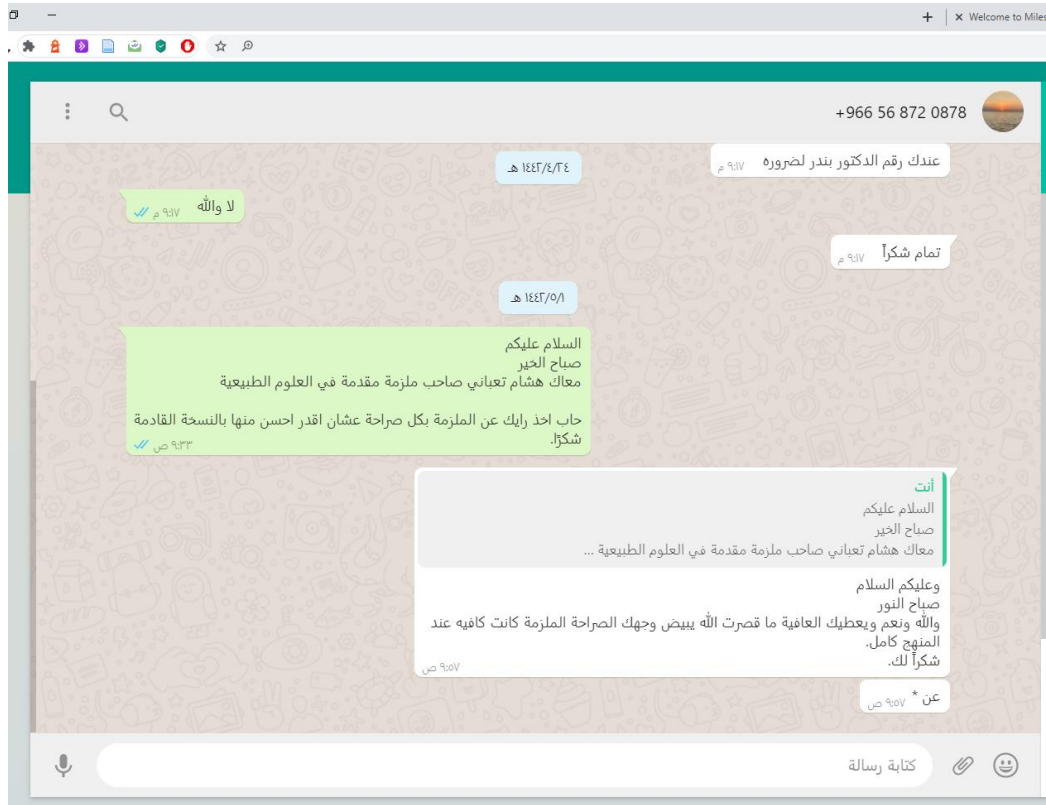 Welcome to Miles
+966 56 872 0878
عندك رقم الدكتور بندر لضروره ٩:١٧ م
١٤٤٢/٤/٢٤ هـ
لا والله ٩:١٧ م
تمام شكراً ٩:١٧ م
١٤٤٢/٥/١ هـ
السلام عليكم
صباح الخير
معاك هشام تعباني صاحب ملزمة مقدمة في العلوم الطبيعية
حاب اخذ رايك عن الملزمة بكل صراحة عشان اقدر احسن منها بالنسخة القادمة
شكرًا.
٩:٣٣ ص
أنت
السلام عليكم
صباح الخير
معاك هشام تعباني صاحب ملزمة مقدمة في العلوم الطبيعية ...
وعليكم السلام
صباح النور
والله ونعم ويعطيك العافية ما قصرت الله يبيض وجهك الصراحة الملزمة كانت كافيه عند
المنهج كامل.
شكراً لك.
٩:٥٧ ص
عن * ٩:٥٧ ص
كتابة رسالة